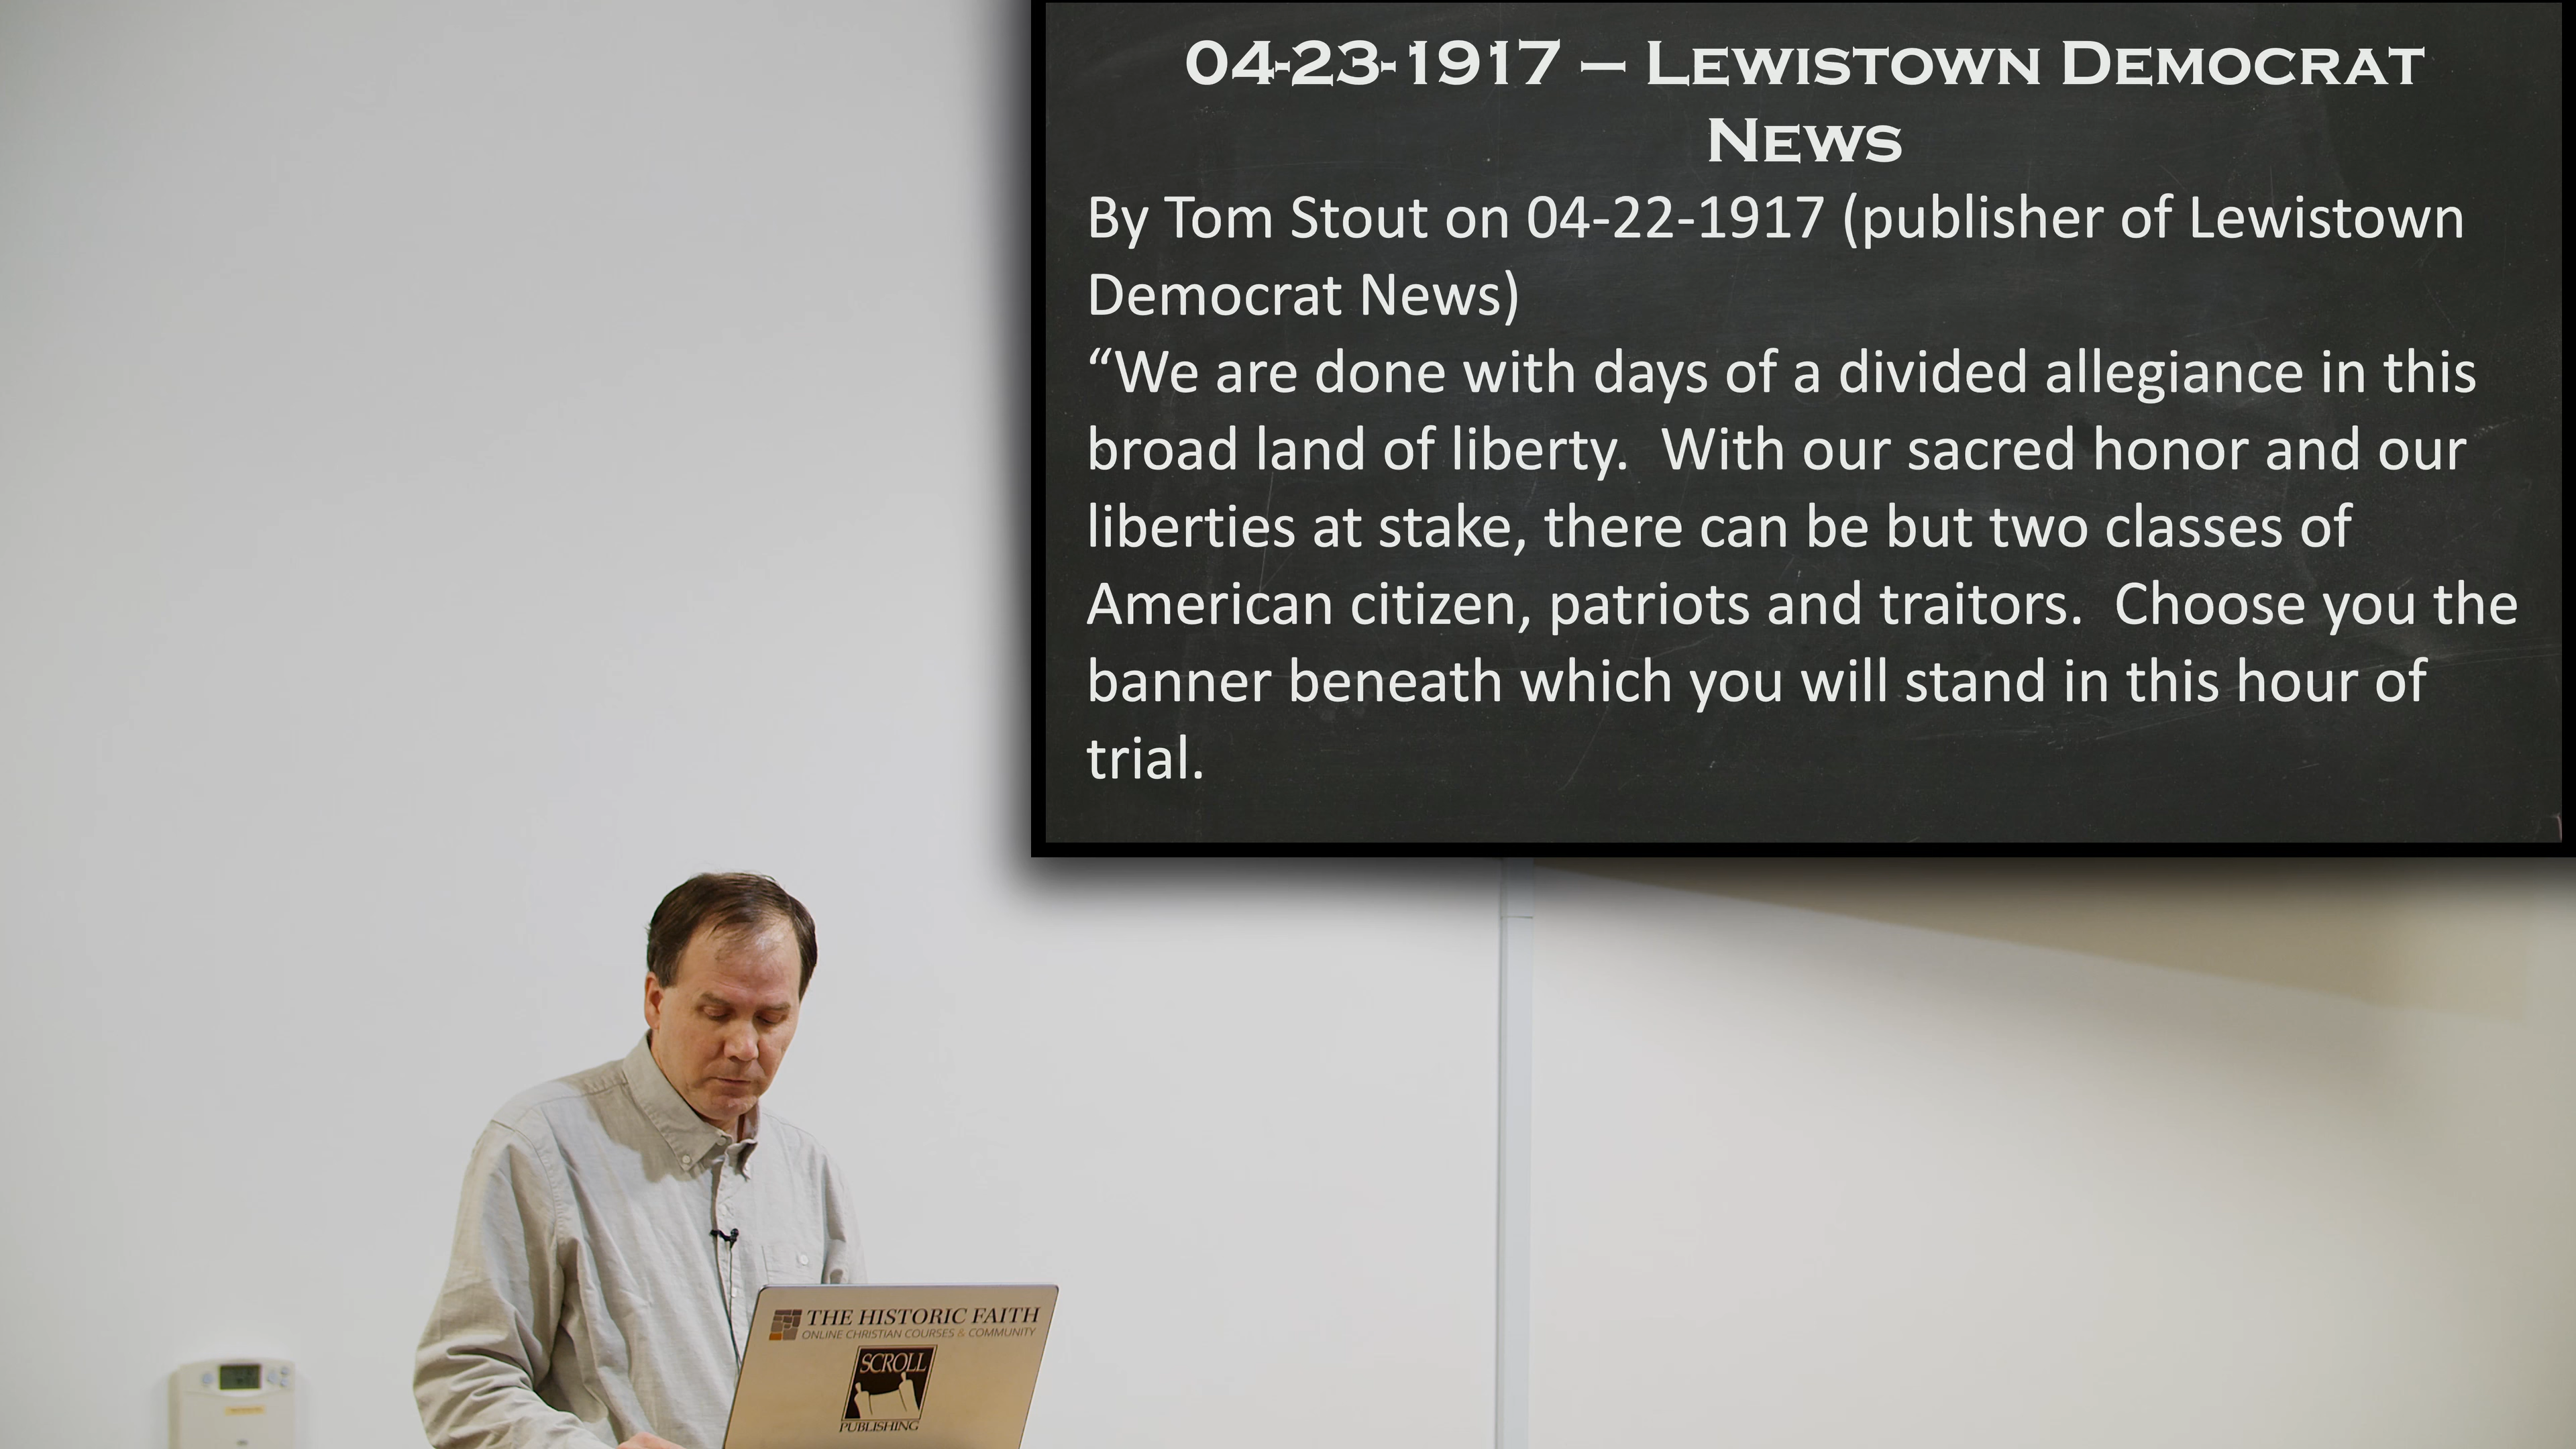 04-23-1917 – Lewistown Democrat
News
By Tom Stout on 04-22-1917 (publisher of Lewistown
Democrat News)
“We are done with days of a divided allegiance in this
broad land of liberty.  With our sacred honor and our
liberties at stake, there can be but two classes of
American citizen, patriots and traitors.  Choose you the
banner beneath which you will stand in this hour of
trial.
THE HISTORIC FAITH
ONLINE CHRISTIAN COURSES & COMMUNITY
SCROLL
PUBLISHING